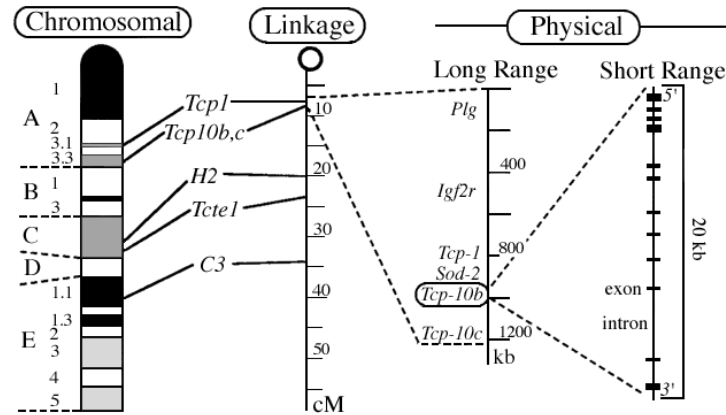 Chromosomal
Linkage
Physical
Long Range
Short Range
A
1
2
3.1
3.3
B
1
3
C
D
E
1.1
1.3
2
3
4
5
Tcp1
Tcp10b,c
H2
Tcte1
C3
10
20
30
40
50
cM
Plg
400
Igf2r
Tcp-1
800
Sod-2
Tcp-10b
Tcp-10c
1200
kb
5'
20 kb
exon
intron
3'